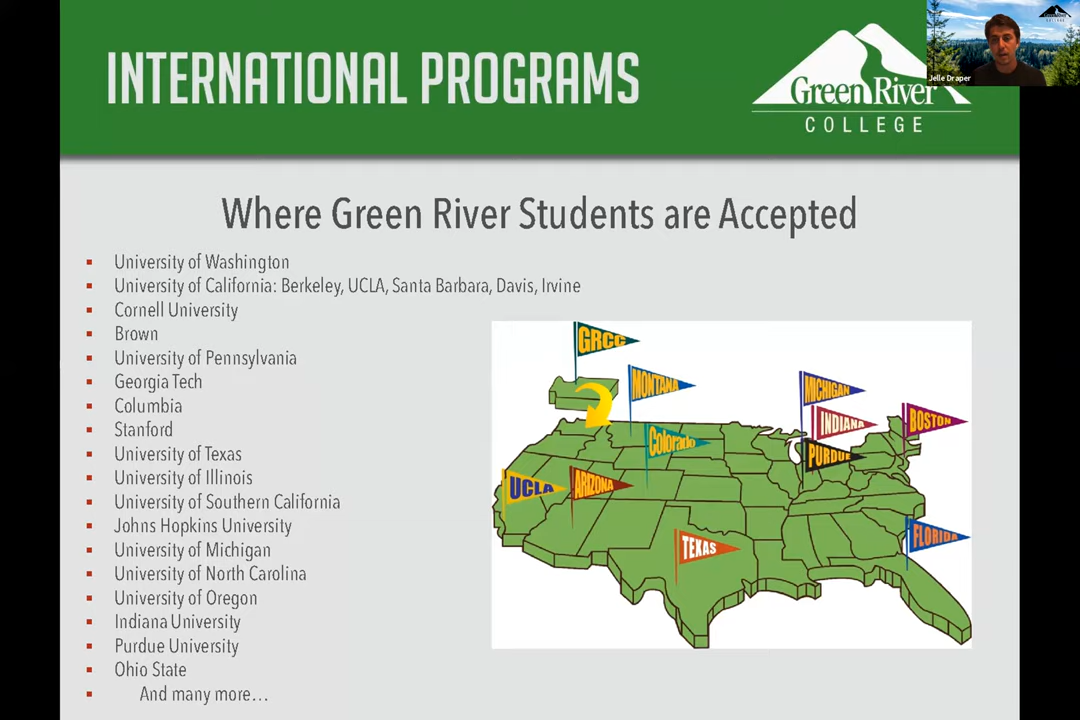 INTERNATIONAL PROGRAMS
Green River
COLLEGE
Jelle Draper
Where Green River Students are Accepted
University of Washington
University of California: Berkeley, UCLA, Santa Barbara, Davis, Irvine
Cornell University
Brown
University of Pennsylvania
Georgia Tech
Columbia
Stanford
University of Texas
University of Illinois
University of Southern California
Johns Hopkins University
University of Michigan
University of North Carolina
University of Oregon
Indiana University
Purdue University
Ohio State
And many more…
GRCC
MONTANA
MICHIGAN
INDIANA
BOSTON
Colorado
PURDUE
UCLA
ARIZONA
TEXAS
FLORIDA